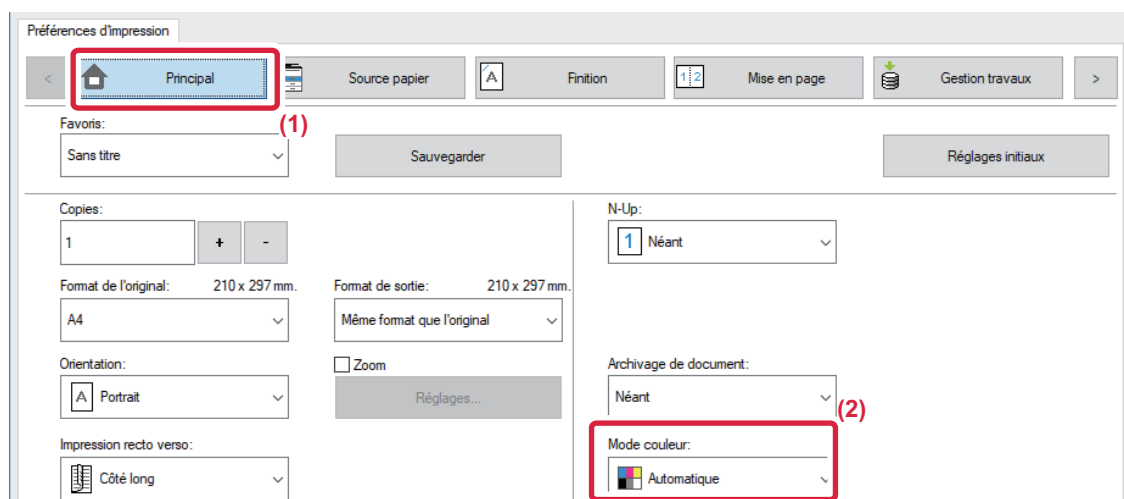 Préférences d'impression
< Principal Source papier A Finition 1 2 Mise en page Gestion travaux >
(1)
Favoris:
Sans titre Sauvegarder Réglages initiaux
Copies: N-Up:
1 + - 1 Néant
Format de l'original: 210 x 297 mm. Format de sortie: 210 x 297 mm.
A4 Même format que l'original
Orientation: Zoom Archivage de document:
A Portrait Réglages... Néant
(2)
Impression recto verso: Mode couleur:
Côté long Automatique